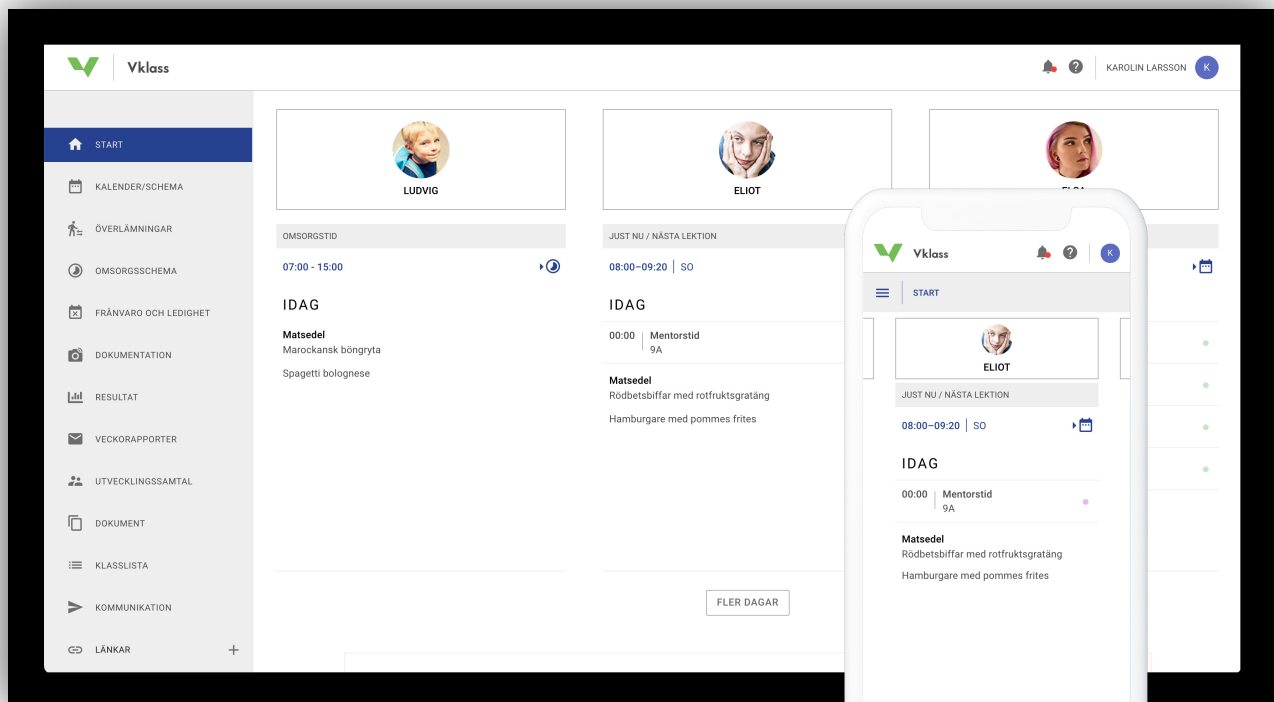 Vklass
KAROLIN LARSSON K
START
KALENDER/SCHEMA
ÖVERLÄMNINGAR
OMSORGSSCHEMA
FRÅNVARO OCH LEDIGHET
DOKUMENTATION
RESULTAT
VECKORAPPORTER
UTVECKLINGSSAMTAL
DOKUMENT
KLASSLISTA
KOMMUNIKATION
LÄNKAR
LUDVIG
OMSORGSTID
07:00 - 15:00
IDAG
Matsedel
Marockansk böngryta
Spagetti bolognese
ELIOT
JUST NU / NÄSTA LEKTION
08:00–09:20 | SO
IDAG
00:00 | Mentorstid
9A
Matsedel
Rödbetsbiffar med rotfruktsgratäng
Hamburgare med pommes frites
FLER DAGAR
Vklass
K
START
ELIOT
JUST NU / NÄSTA LEKTION
08:00–09:20 | SO
IDAG
00:00 | Mentorstid
9A
Matsedel
Rödbetsbiffar med rotfruktsgratäng
Hamburgare med pommes frites